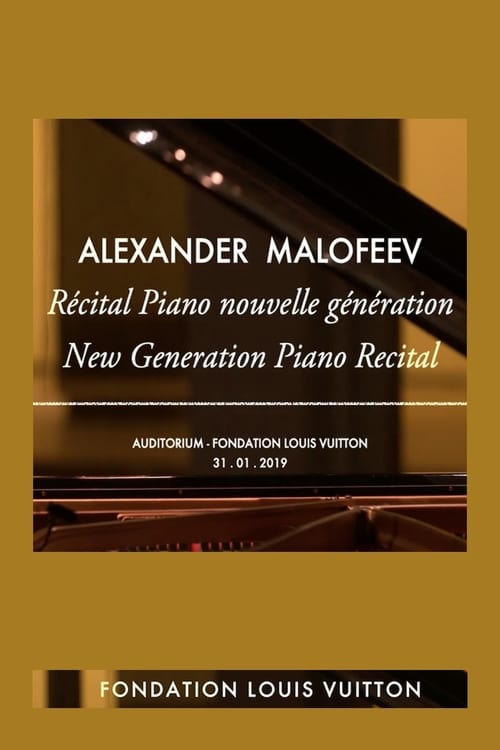 ALEXANDER MALOFEEV
Récital Piano nouvelle génération
New Generation Piano Recital
AUDITORIUM - FONDATION LOUIS VUITTON
31 . 01 . 2019
FONDATION LOUIS VUITTON